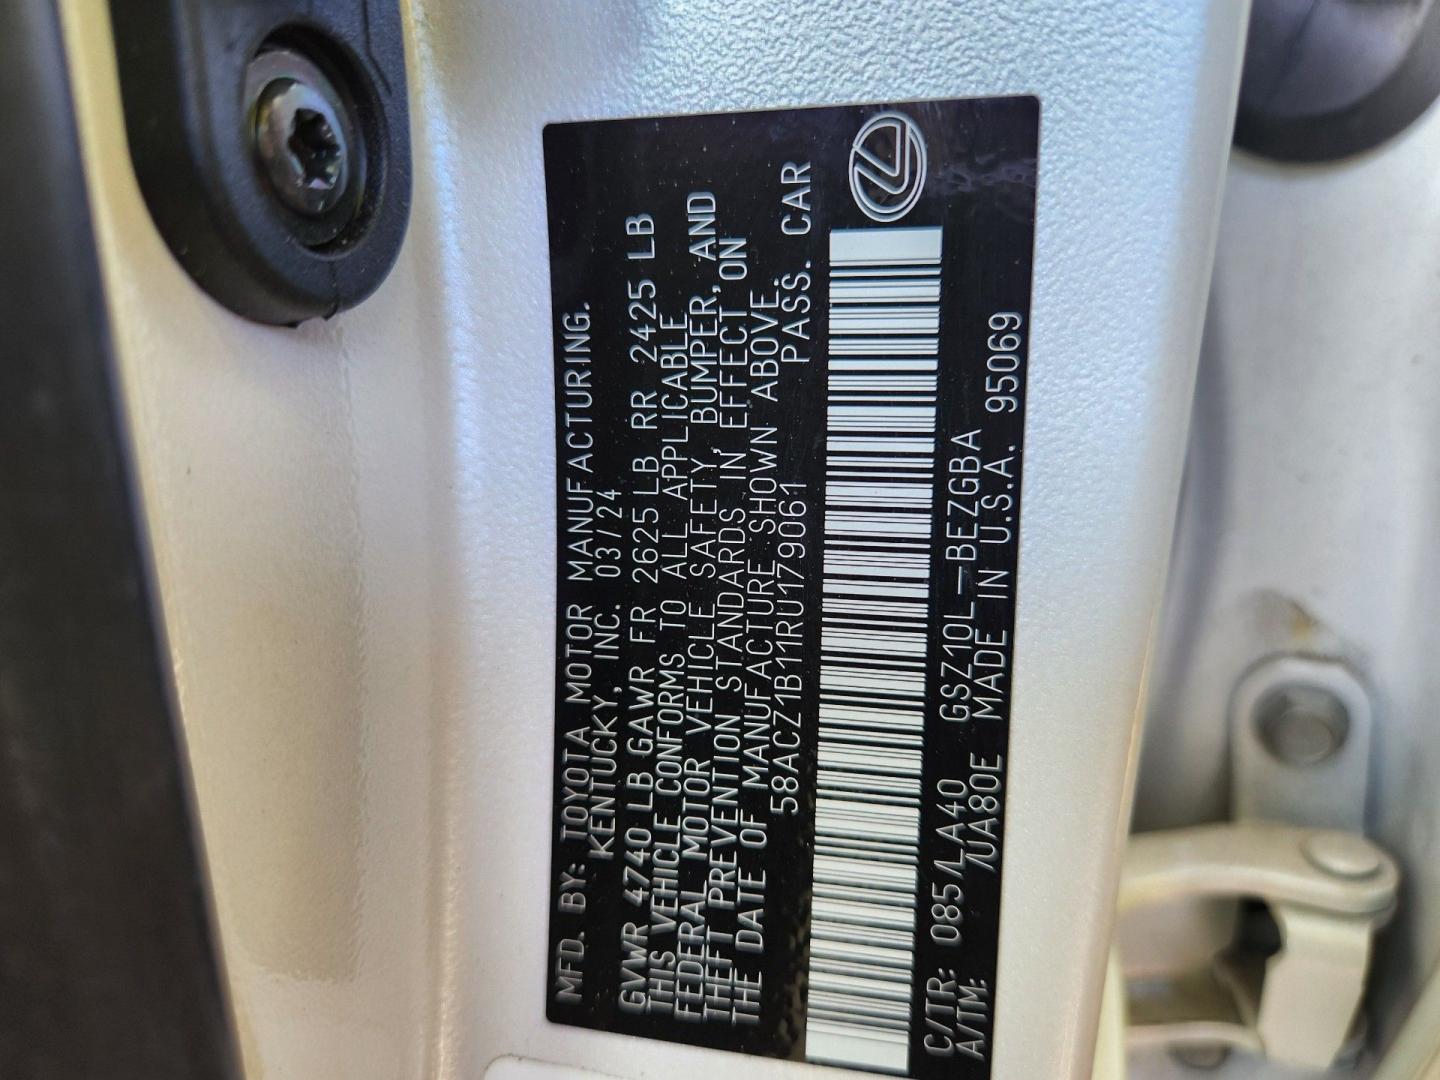 MFD. BY: TOYOTA MOTOR MANUFACTURING.
KENTUCKY, INC. 03/24
GVWR 4740 LB GAWR FR 2625 LB RR 2425 LB
THIS VEHICLE CONFORMS TO ALL APPLICABLE
FEDERAL MOTOR VEHICLE SAFETY, BUMPER, AND
THEFT PREVENTION STANDARDS IN EFFECT ON
THE DATE OF MANUFACTURE SHOWN ABOVE.
58ACZ1B11RU179061 PASS. CAR
C/TR: 085/LA40 GSZ10L-BEZGBA
A/TM: /UA80E MADE IN U.S.A. 95069